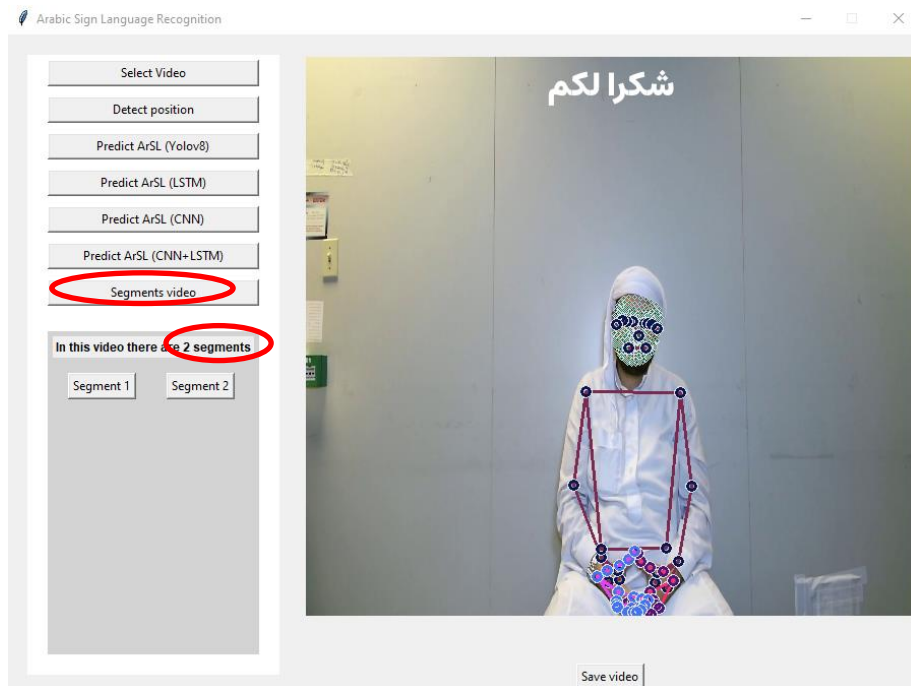 Arabic Sign Language Recognition
Select Video
Detect position
Predict ArSL (Yolov8)
Predict ArSL (LSTM)
Predict ArSL (CNN)
Predict ArSL (CNN+LSTM)
Segments video
In this video there are 2 segments
Segment 1 Segment 2
شكرا لكم
Save video